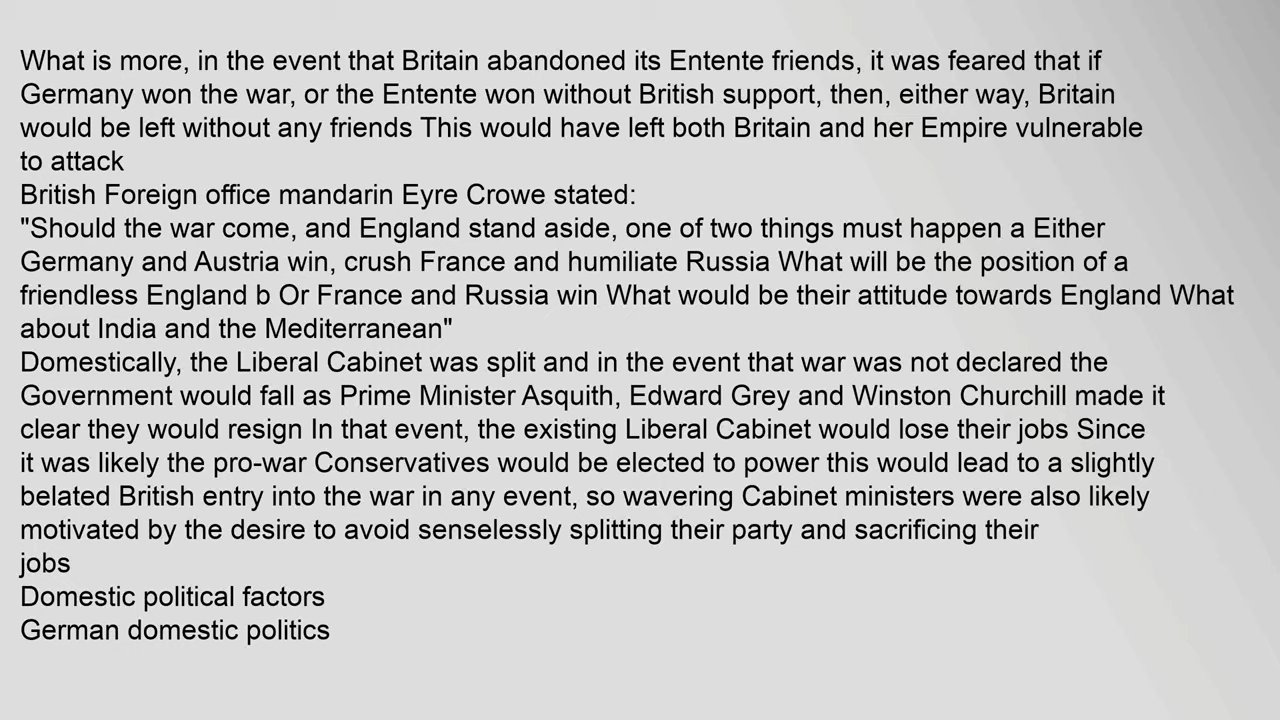 What is more, in the event that Britain abandoned its Entente friends, it was feared that if
Germany won the war, or the Entente won without British support, then, either way, Britain
would be left without any friends This would have left both Britain and her Empire vulnerable
to attack
British Foreign office mandarin Eyre Crowe stated:
"Should the war come, and England stand aside, one of two things must happen a Either
Germany and Austria win, crush France and humiliate Russia What will be the position of a
friendless England b Or France and Russia win What would be their attitude towards England What
about India and the Mediterranean"
Domestically, the Liberal Cabinet was split and in the event that war was not declared the
Government would fall as Prime Minister Asquith, Edward Grey and Winston Churchill made it
clear they would resign In that event, the existing Liberal Cabinet would lose their jobs Since
it was likely the pro-war Conservatives would be elected to power this would lead to a slightly
belated British entry into the war in any event, so wavering Cabinet ministers were also likely
motivated by the desire to avoid senselessly splitting their party and sacrificing their
jobs
Domestic political factors
German domestic politics